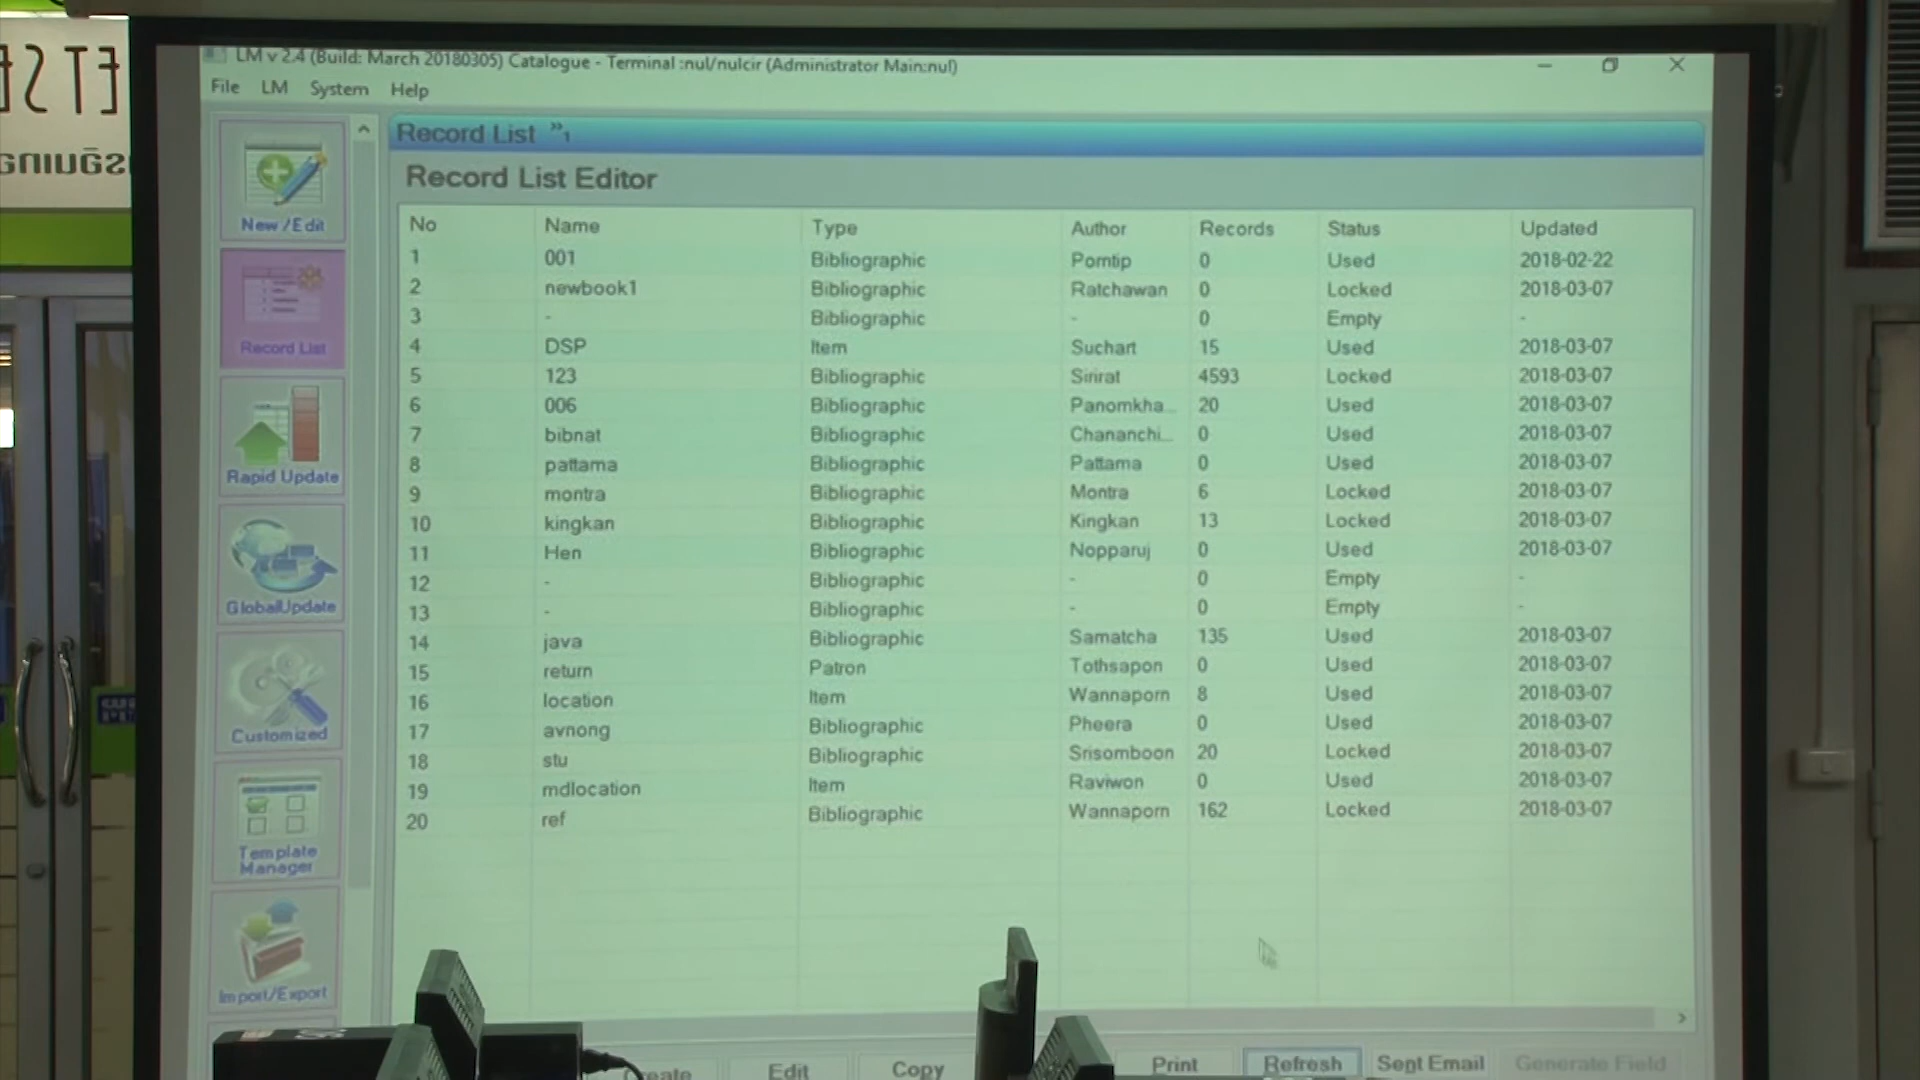 LM v 2.4 (Build: March 20180305) Catalogue - Terminal :nul/nulcir (Administrator Main:nul)
File LM System Help
Record List »1
Record List Editor
New /Edit
Record List
Rapid Update
GlobalUpdate
Customized
Template Manager
Import/Export
No Name Type Author Records Status Updated
1 001 Bibliographic Porntip 0 Used 2018-02-22
2 newbook1 Bibliographic Ratchawan 0 Locked 2018-03-07
3 - Bibliographic - 0 Empty -
4 DSP Item Suchart 15 Used 2018-03-07
5 123 Bibliographic Sirirat 4593 Locked 2018-03-07
6 006 Bibliographic Panomkha... 20 Used 2018-03-07
7 bibnat Bibliographic Chananchi... 0 Used 2018-03-07
8 pattama Bibliographic Pattama 0 Used 2018-03-07
9 montra Bibliographic Montra 6 Locked 2018-03-07
10 kingkan Bibliographic Kingkan 13 Locked 2018-03-07
11 Hen Bibliographic Nopparuj 0 Used 2018-03-07
12 - Bibliographic - 0 Empty -
13 - Bibliographic - 0 Empty -
14 java Bibliographic Samatcha 135 Used 2018-03-07
15 return Patron Tothsapon 0 Used 2018-03-07
16 location Item Wannaporn 8 Used 2018-03-07
17 avnong Bibliographic Pheera 0 Used 2018-03-07
18 stu Bibliographic Srisomboon 20 Locked 2018-03-07
19 mdlocation Item Raviwon 0 Used 2018-03-07
20 ref Bibliographic Wannaporn 162 Locked 2018-03-07
Create Edit Copy Print Refresh Sent Email Generate Field